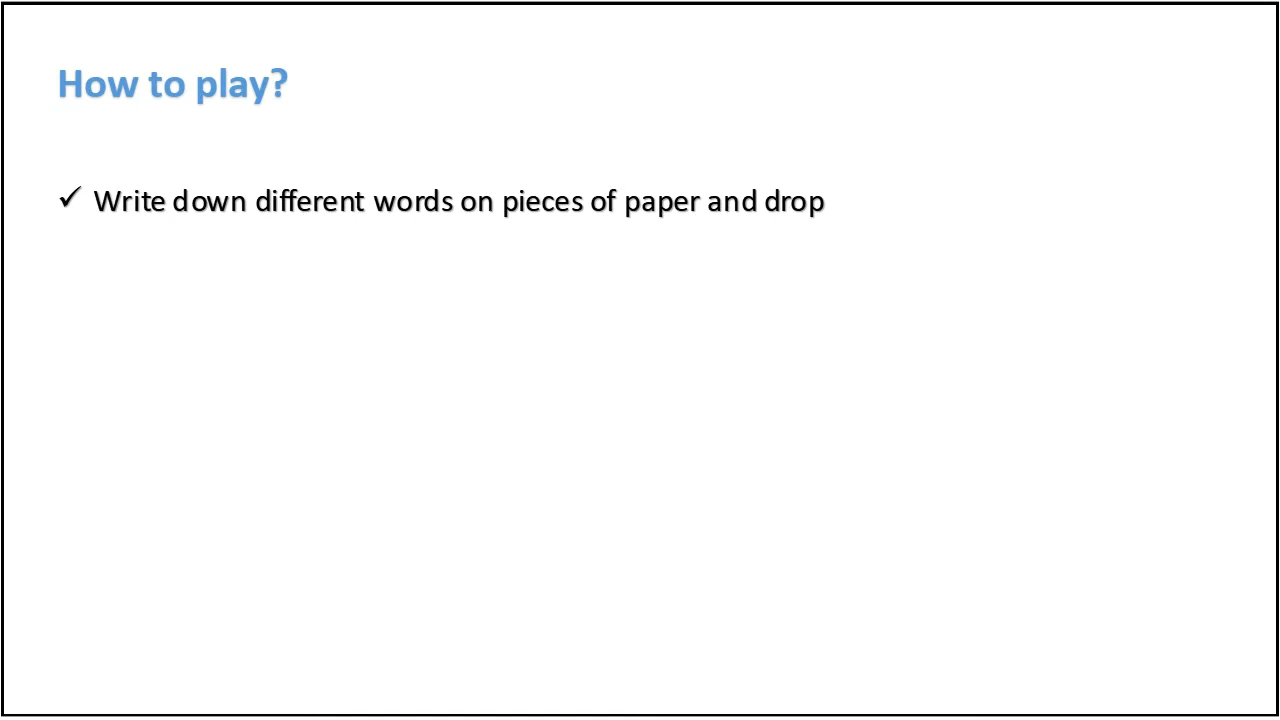 How to play?
✓ Write down different words on pieces of paper and drop